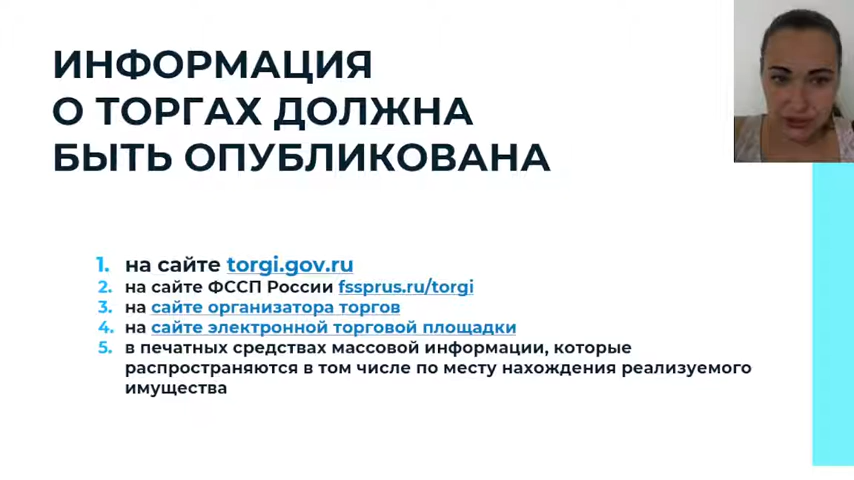 ИНФОРМАЦИЯ
О ТОРГАХ ДОЛЖНА
БЫТЬ ОПУБЛИКОВАНА
1. на сайте torgi.gov.ru
2. на сайте ФССП России fssprus.ru/torgi
3. на сайте организатора торгов
4. на сайте электронной торговой площадки
5. в печатных средствах массовой информации, которые
распространяются в том числе по месту нахождения реализуемого
имущества